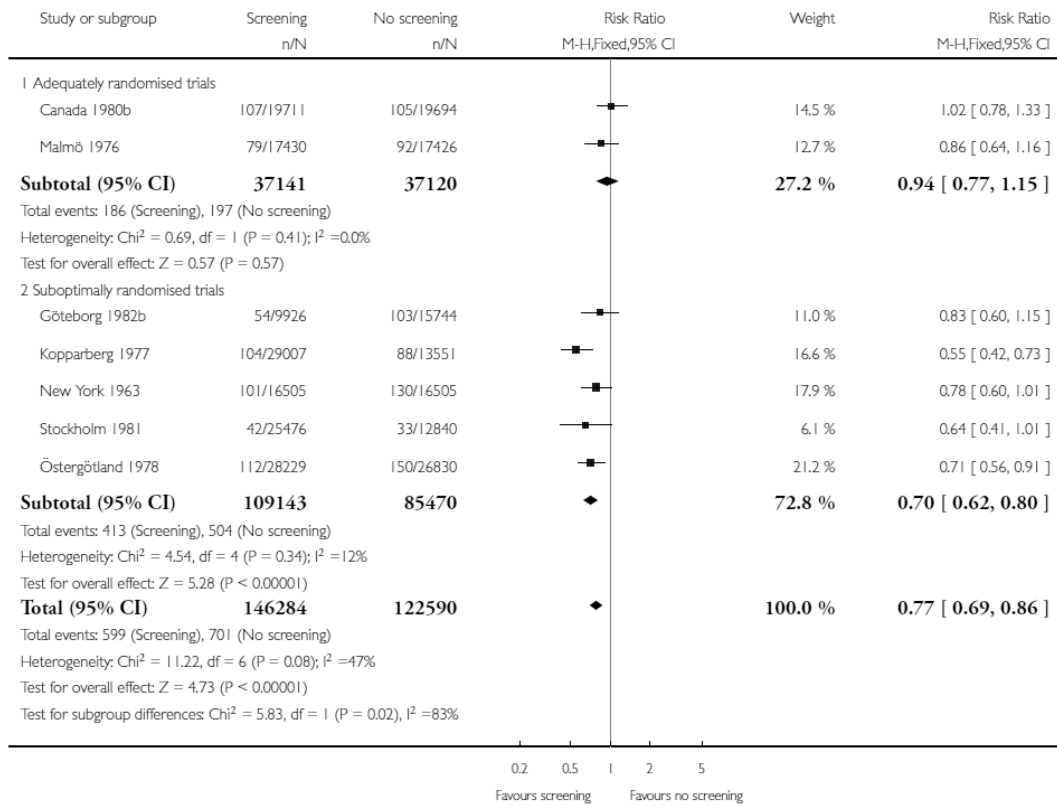 Study or subgroup Screening No screening Risk Ratio Weight Risk Ratio
n/N n/N M-H,Fixed,95% CI M-H,Fixed,95% CI
1 Adequately randomised trials
Canada 1980b 107/19711 105/19694 14.5 % 1.02 [ 0.78, 1.33 ]
Malmö 1976 79/17430 92/17426 12.7 % 0.86 [ 0.64, 1.16 ]
Subtotal (95% CI) 37141 37120 27.2 % 0.94 [ 0.77, 1.15 ]
Total events: 186 (Screening), 197 (No screening)
Heterogeneity: Chi² = 0.69, df = 1 (P = 0.41); I² =0.0%
Test for overall effect: Z = 0.57 (P = 0.57)
2 Suboptimally randomised trials
Göteborg 1982b 54/9926 103/15744 11.0 % 0.83 [ 0.60, 1.15 ]
Kopparberg 1977 104/29007 88/13551 16.6 % 0.55 [ 0.42, 0.73 ]
New York 1963 101/16505 130/16505 17.9 % 0.78 [ 0.60, 1.01 ]
Stockholm 1981 42/25476 33/12840 6.1 % 0.64 [ 0.41, 1.01 ]
Östergötland 1978 112/28229 150/26830 21.2 % 0.71 [ 0.56, 0.91 ]
Subtotal (95% CI) 109143 85470 72.8 % 0.70 [ 0.62, 0.80 ]
Total events: 413 (Screening), 504 (No screening)
Heterogeneity: Chi² = 4.54, df = 4 (P = 0.34); I² =12%
Test for overall effect: Z = 5.28 (P < 0.00001)
Total (95% CI) 146284 122590 100.0 % 0.77 [ 0.69, 0.86 ]
Total events: 599 (Screening), 701 (No screening)
Heterogeneity: Chi² = 11.22, df = 6 (P = 0.08); I² =47%
Test for overall effect: Z = 4.73 (P < 0.00001)
Test for subgroup differences: Chi² = 5.83, df = 1 (P = 0.02), I² =83%
0.2 0.5 1 2 5
Favours screening Favours no screening